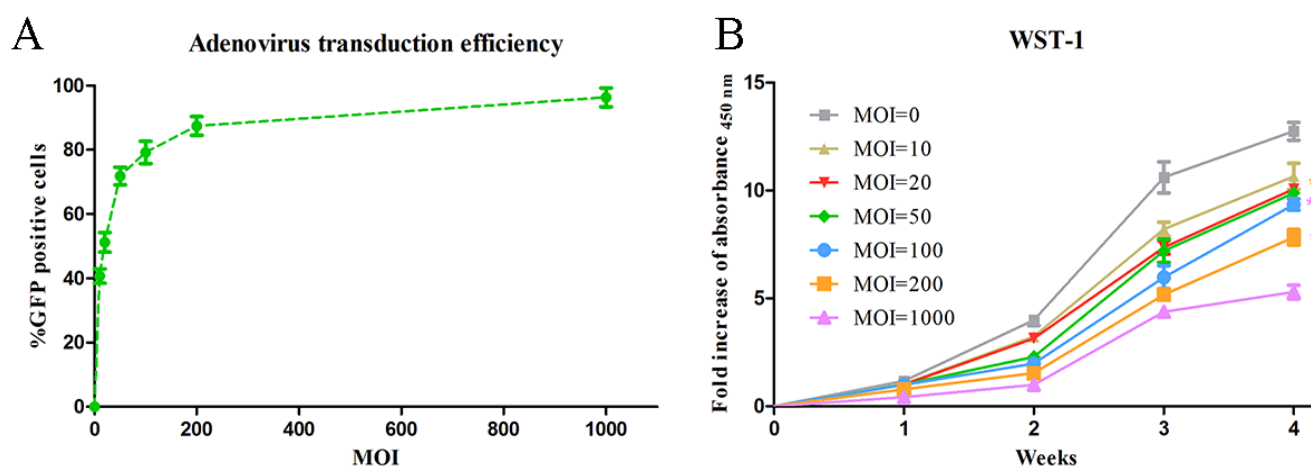 A
Adenovirus transduction efficiency
%GFP positive cells
100
80
60
40
20
0
0 200 400 600 800 1000
MOI
B
WST-1
Fold increase of absorbance 450 nm
MOI=0
MOI=10
MOI=20
MOI=50
MOI=100
MOI=200
MOI=1000
10
5
0
0 1 2 3 4
Weeks
*
*